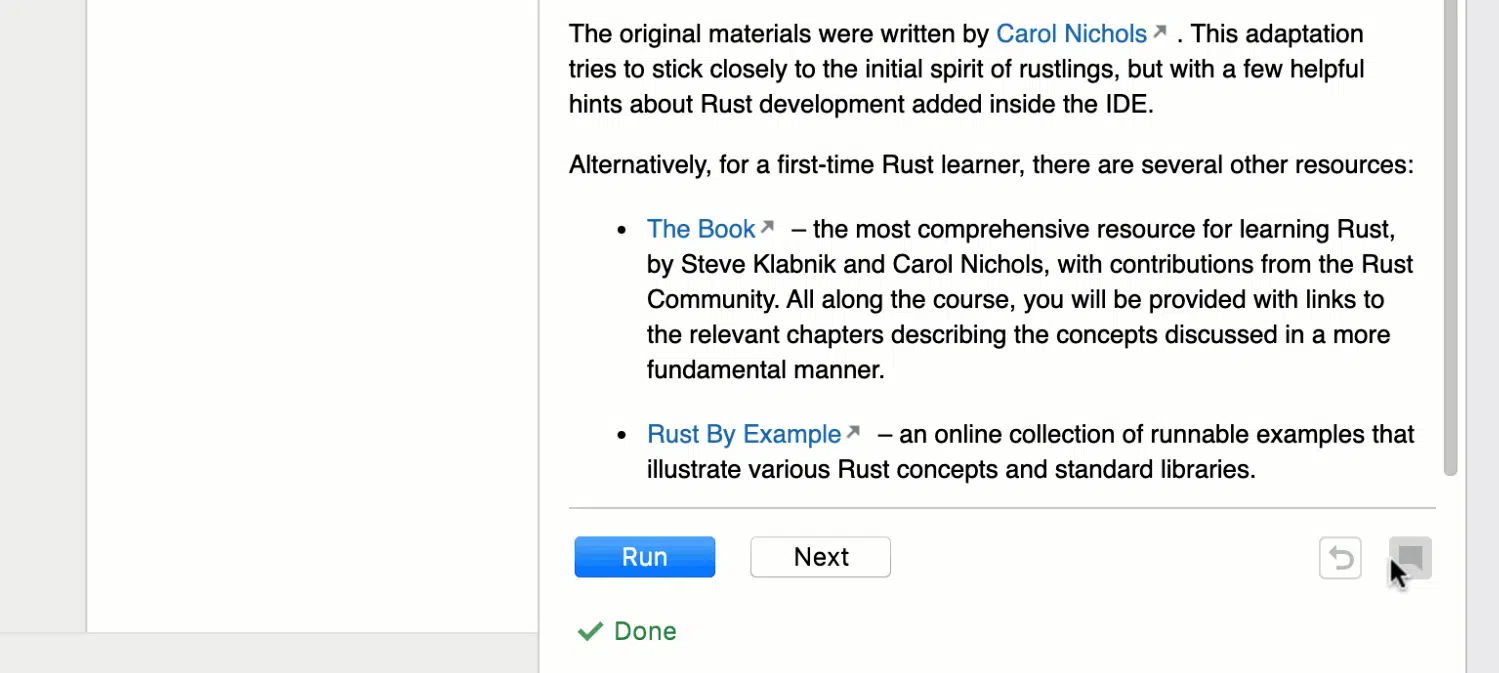 The original materials were written by Carol Nichols . This adaptation
tries to stick closely to the initial spirit of rustlings, but with a few helpful
hints about Rust development added inside the IDE.
Alternatively, for a first-time Rust learner, there are several other resources:
• The Book – the most comprehensive resource for learning Rust,
by Steve Klabnik and Carol Nichols, with contributions from the Rust
Community. All along the course, you will be provided with links to
the relevant chapters describing the concepts discussed in a more
fundamental manner.
• Rust By Example – an online collection of runnable examples that
illustrate various Rust concepts and standard libraries.
Run Next
Done